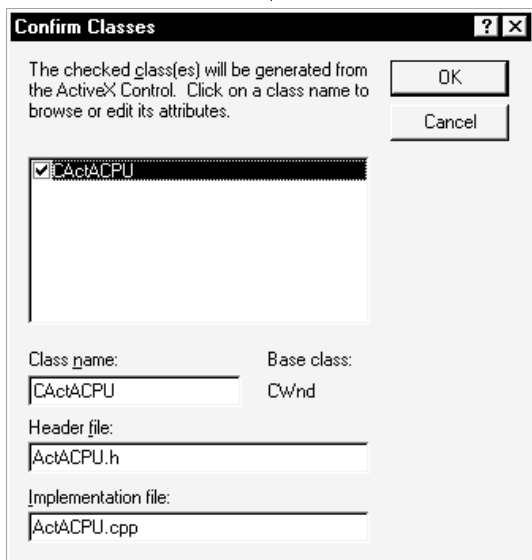 Confirm Classes
The checked class(es) will be generated from
the ActiveX Control. Click on a class name to
browse or edit its attributes.
OK
Cancel
CActACPU
Class name:
Base class:
CActACPU
CWnd
Header file:
ActACPU.h
Implementation file:
ActACPU.cpp